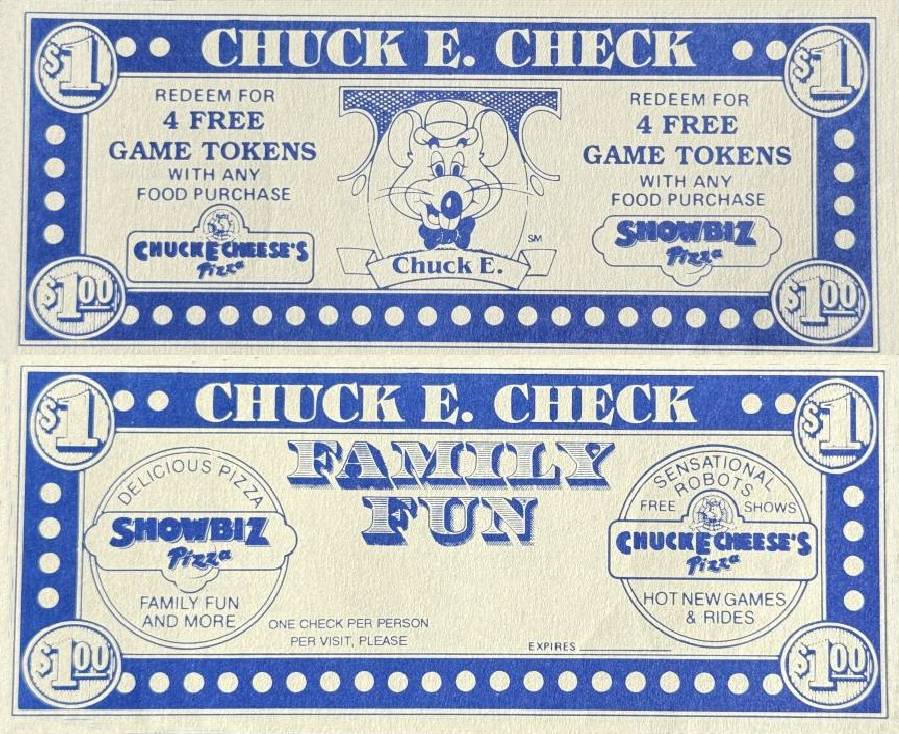 $1 CHUCK E. CHECK $1
REDEEM FOR
4 FREE
GAME TOKENS
WITH ANY
FOOD PURCHASE
CHUCK E CHEESE'S
Pizza
Chuck E.
SM
REDEEM FOR
4 FREE
GAME TOKENS
WITH ANY
FOOD PURCHASE
SHOWBIZ
Pizza
$1.00 $1.00
$1 CHUCK E. CHECK $1
FAMILY
FUN
DELICIOUS PIZZA
SHOWBIZ
Pizza
FAMILY FUN
AND MORE
ONE CHECK PER PERSON
PER VISIT, PLEASE
EXPIRES
SENSATIONAL
ROBOTS
FREE SHOWS
CHUCK E CHEESE'S
Pizza
HOT NEW GAMES
& RIDES
$1.00 $1.00